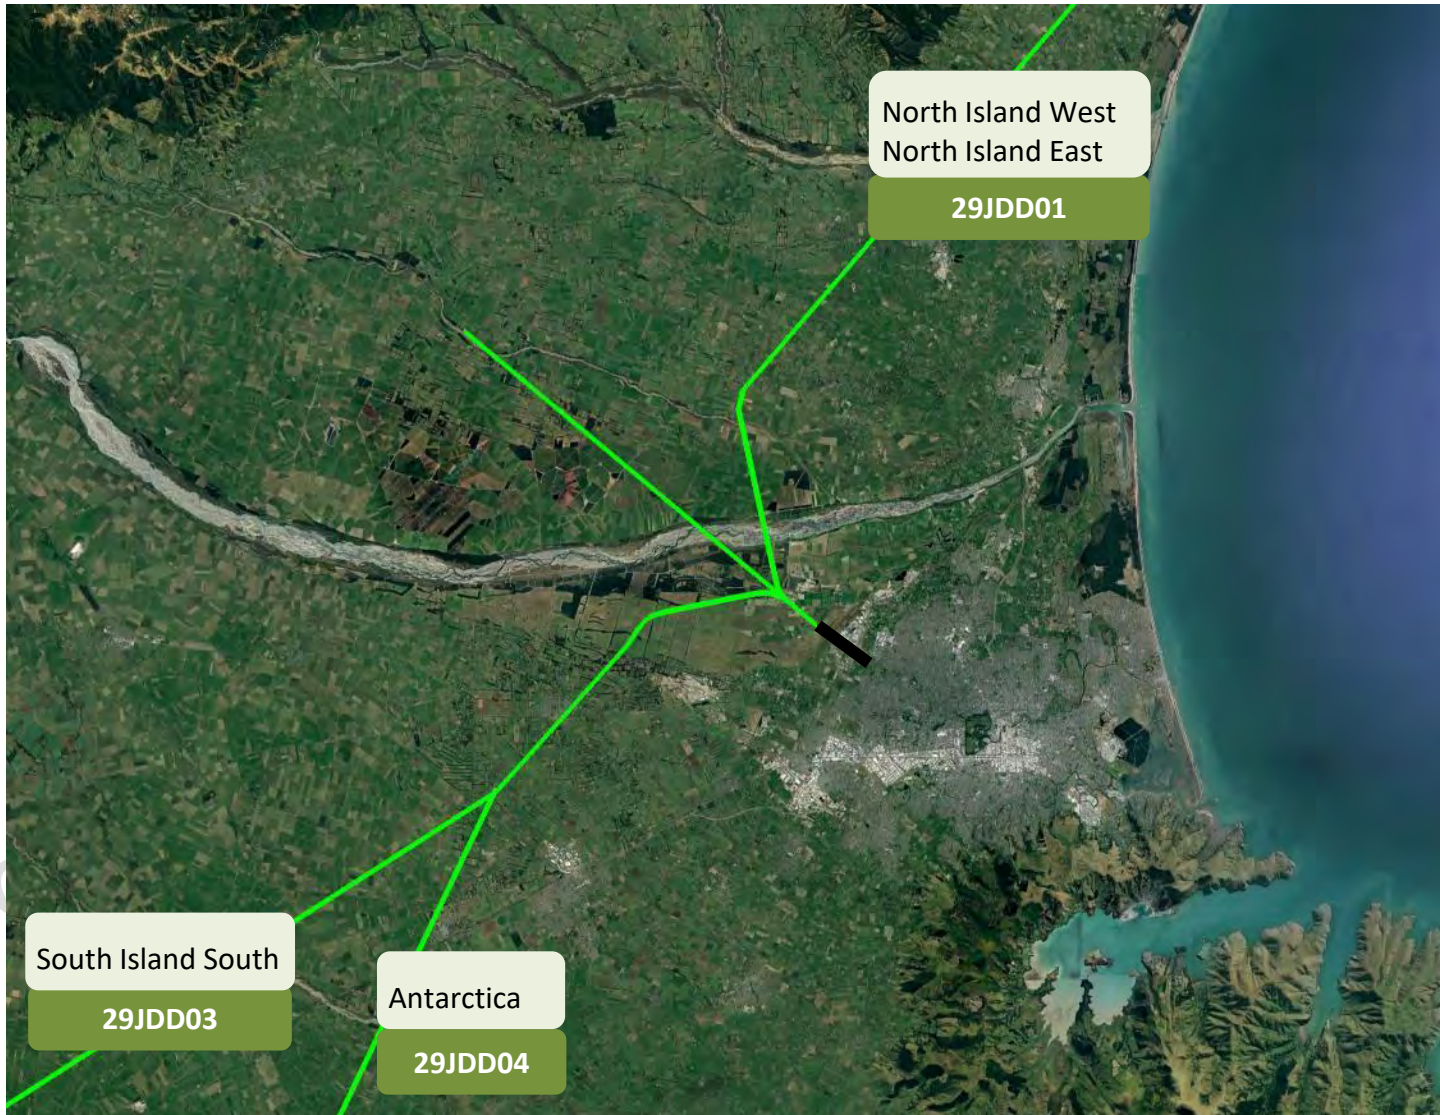 North Island West
North Island East
29JDD01
South Island South
29JDD03
Antarctica
29JDD04